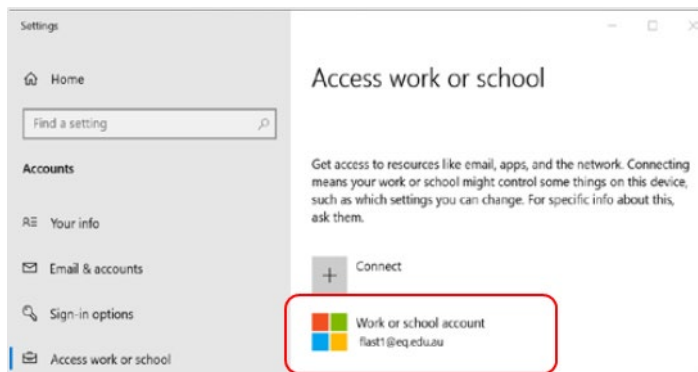 Settings
Home
Find a setting
Accounts
Your info
Email & accounts
Sign-in options
Access work or school
Access work or school
Get access to resources like email, apps, and the network. Connecting
means your work or school might control some things on this device,
such as which settings you can change. For specific info about this,
ask them.
Connect
Work or school account
flast1@eq.edu.au